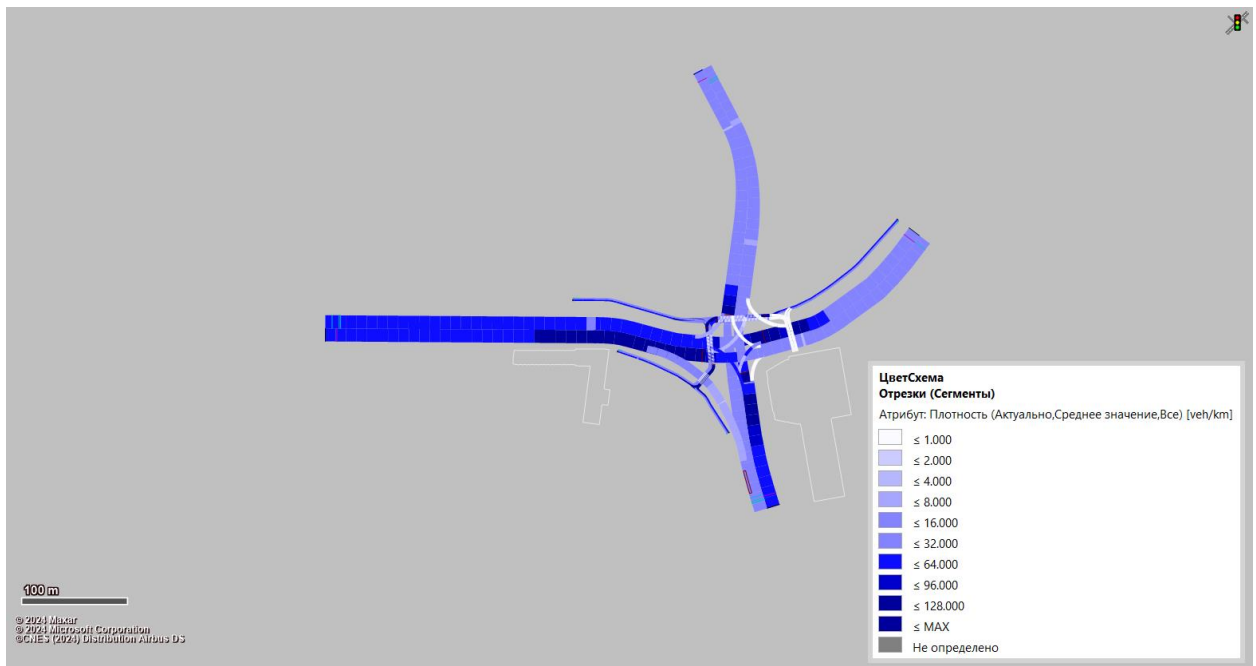 ЦветСхема
Отрезки (Сегменты)
Атрибут: Плотность (Актуально,Среднее значение,Все) [veh/km]
≤ 1.000
≤ 2.000
≤ 4.000
≤ 8.000
≤ 16.000
≤ 32.000
≤ 64.000
≤ 96.000
≤ 128.000
≤ MAX
Не определено
100 m
© 2024 Maxar
© 2024 Microsoft Corporation
©CNES (2024) Distribution Airbus DS